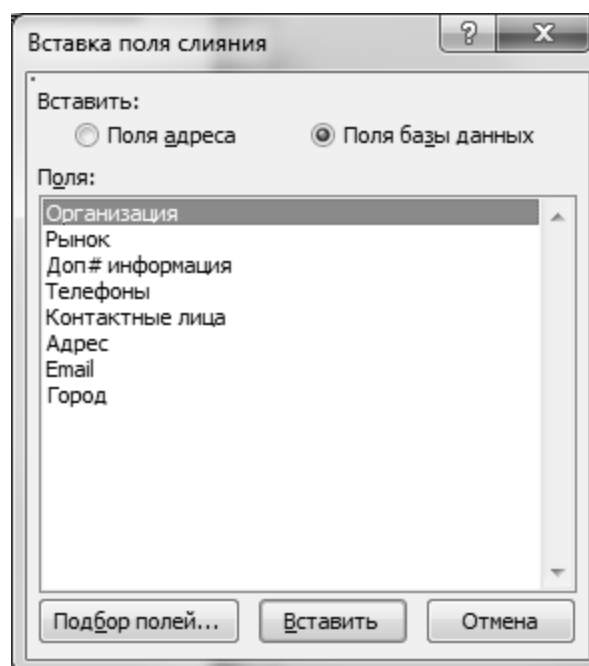 Вставка поля слияния
Вставить:
Поля адреса Поля базы данных
Поля:
Организация
Рынок
Доп# информация
Телефоны
Контактные лица
Адрес
Email
Город
Подбор полей... Вставить Отмена